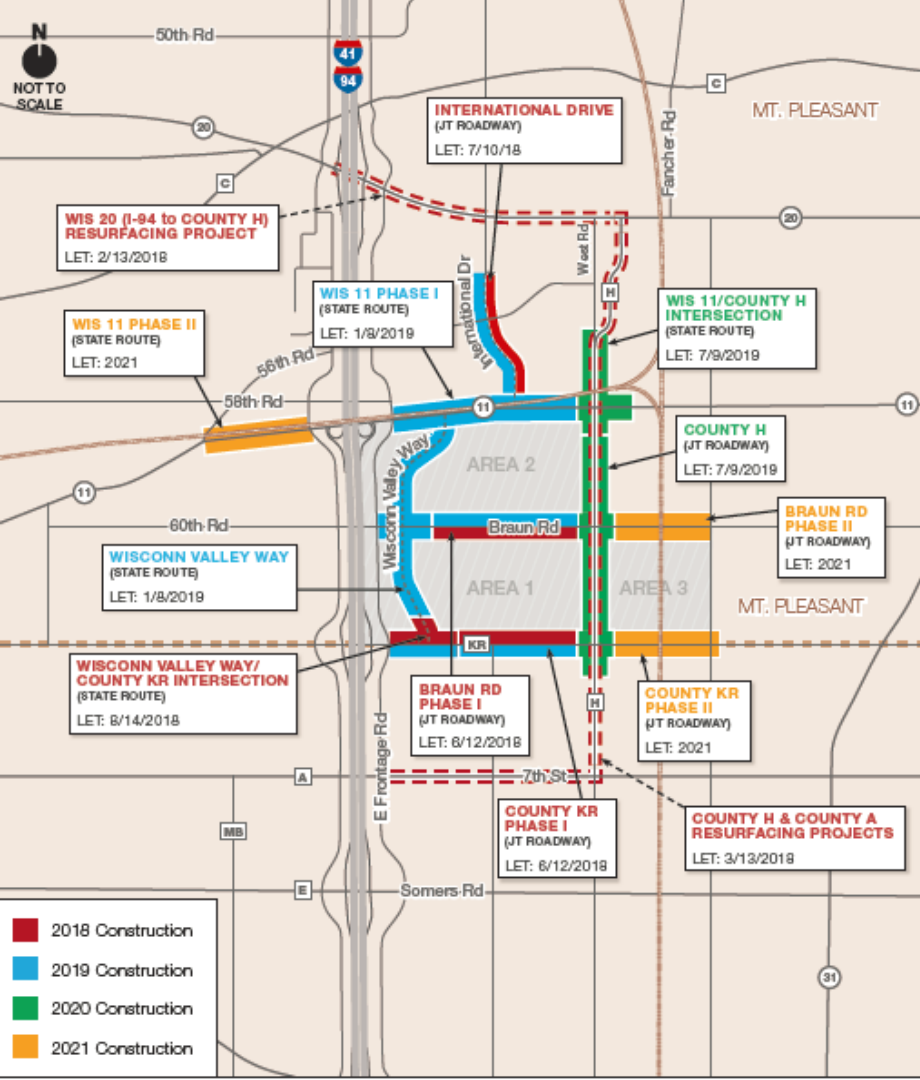 N
NOT TO
SCALE
50th Rd
41
94
C
MT. PLEASANT
20
C
Fancher Rd
INTERNATIONAL DRIVE
(JT ROADWAY)
LET: 7/10/18
WIS 20 (I-94 to COUNTY H)
RESURFACING PROJECT
LET: 2/13/2018
20
West Rd
H
International Dr
WIS 11 PHASE I
(STATE ROUTE)
LET: 1/8/2019
WIS 11/COUNTY H
INTERSECTION
(STATE ROUTE)
LET: 7/9/2019
WIS 11 PHASE II
(STATE ROUTE)
LET: 2021
56th Rd
58th Rd
11
11
COUNTY H
(JT ROADWAY)
LET: 7/9/2019
Wisconn Valley Way
AREA 2
11
60th Rd
Braun Rd
BRAUN RD
PHASE II
(JT ROADWAY)
LET: 2021
WISCONN VALLEY WAY
(STATE ROUTE)
LET: 1/8/2019
AREA 1
AREA 3
MT. PLEASANT
KR
WISCONN VALLEY WAY/
COUNTY KR INTERSECTION
(STATE ROUTE)
LET: 8/14/2018
BRAUN RD
PHASE I
(JT ROADWAY)
LET: 6/12/2018
H
COUNTY KR
PHASE II
(JT ROADWAY)
LET: 2021
E Frontage Rd
A
7th St
COUNTY KR
PHASE I
(JT ROADWAY)
LET: 6/12/2018
COUNTY H & COUNTY A
RESURFACING PROJECTS
LET: 3/13/2018
MB
E
Somers Rd
31
2018 Construction
2019 Construction
2020 Construction
2021 Construction